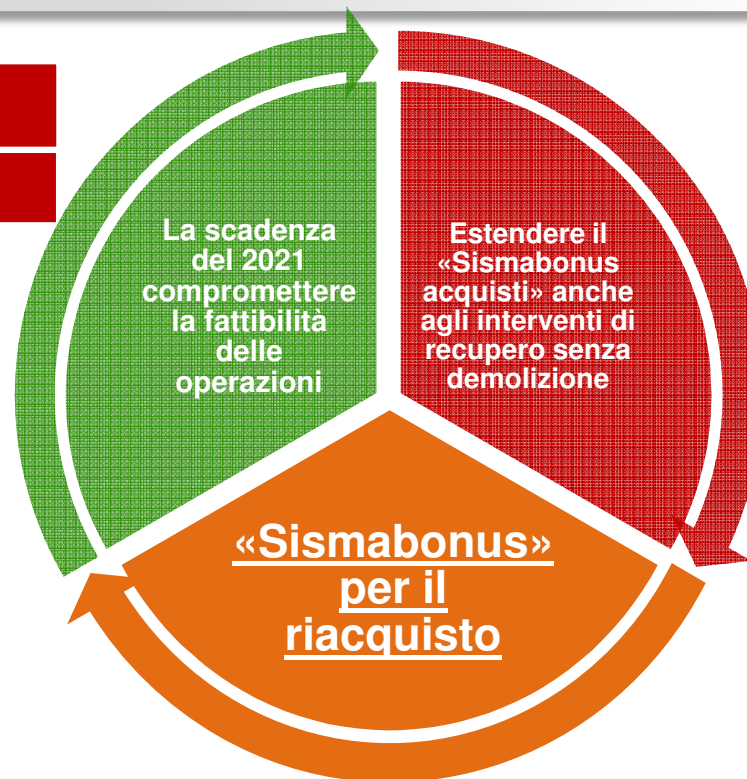 La scadenza
del 2021
compromettere
la fattibilità
delle
operazioni
Estendere il
«Sismabonus
acquisti» anche
agli interventi di
recupero senza
demolizione
«Sismabonus»
per il
riacquisto